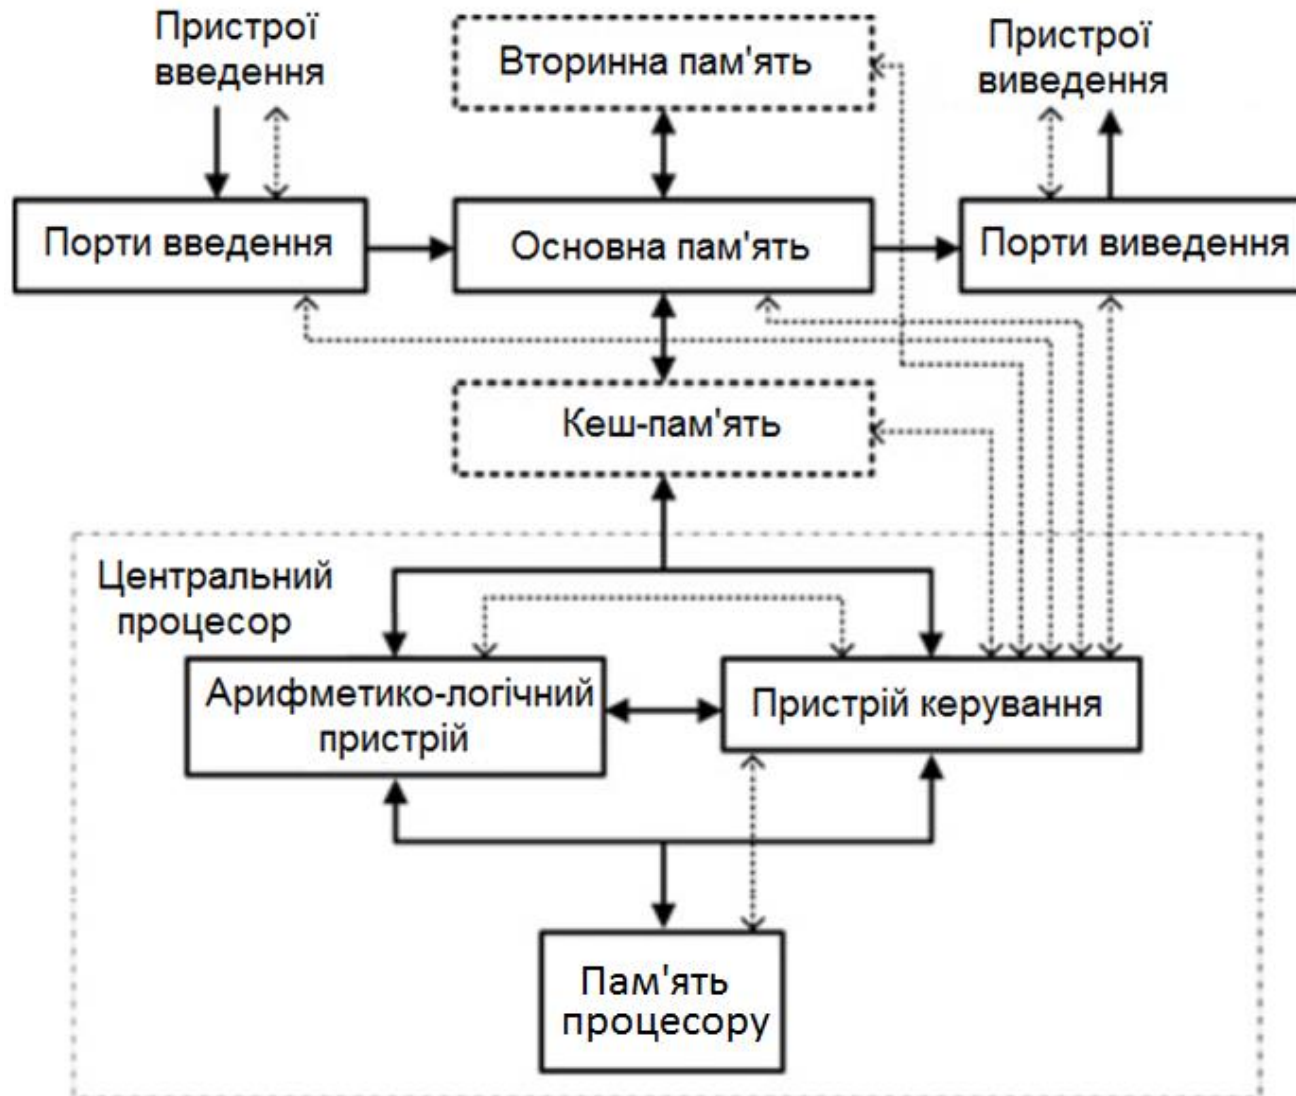 Пристрої
введення
Вторинна пам'ять
Пристрої
виведення
Порти введення
Основна пам'ять
Порти виведення
Кеш-пам'ять
Центральний
процесор
Арифметико-логічний
пристрій
Пристрій керування
Пам'ять
процесору